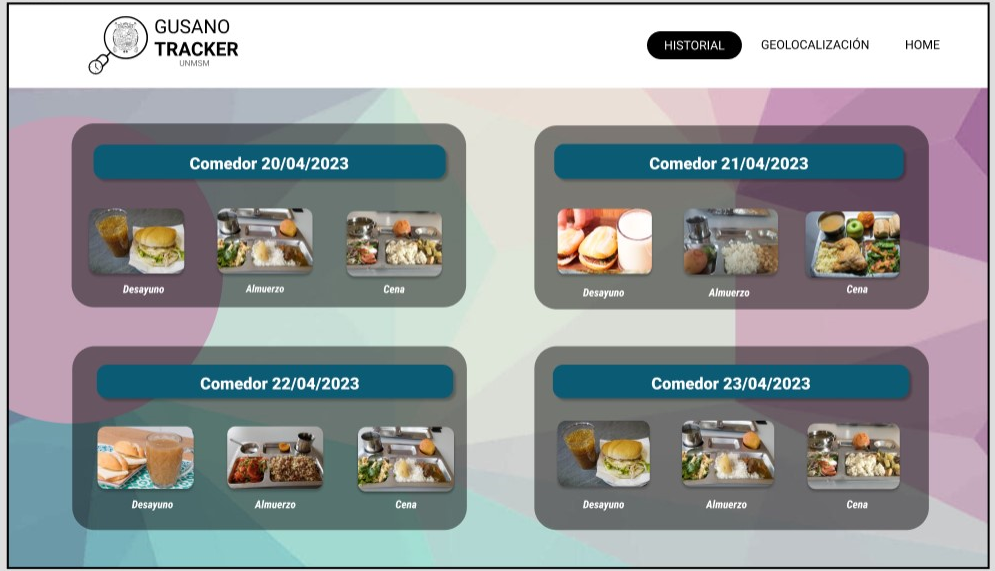 GUSANO
TRACKER
UNMSM
HISTORIAL
GEOLOCALIZACIÓN
HOME
Comedor 20/04/2023
Desayuno
Almuerzo
Cena
Comedor 21/04/2023
Desayuno
Almuerzo
Cena
Comedor 22/04/2023
Desayuno
Almuerzo
Cena
Comedor 23/04/2023
Desayuno
Almuerzo
Cena